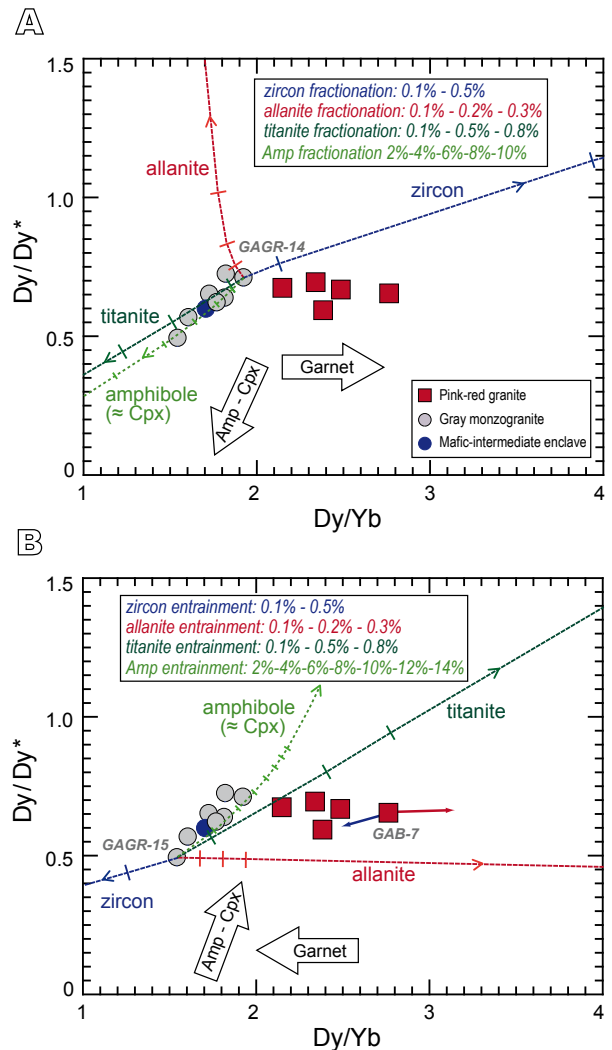 A
1.5
1.0
0.5
0
Dy/Dy*
zircon fractionation: 0.1% - 0.5%
allanite fractionation: 0.1% - 0.2% - 0.3%
titanite fractionation: 0.1% - 0.5% - 0.8%
Amp fractionation 2%-4%-6%-8%-10%
allanite
zircon
GAGR-14
titanite
amphibole
(≈ Cpx)
Amp - Cpx
Garnet
Pink-red granite
Gray monzogranite
Mafic-intermediate enclave
1 2 3 4
Dy/Yb
B
1.5
1.0
0.5
0
Dy/Dy*
zircon entrainment: 0.1% - 0.5%
allanite entrainment: 0.1% - 0.2% - 0.3%
titanite entrainment: 0.1% - 0.5% - 0.8%
Amp entrainment: 2%-4%-6%-8%-10%-12%-14%
amphibole
(≈ Cpx)
titanite
GAGR-15
GAB-7
zircon
allanite
Amp - Cpx
Garnet
1 2 3 4
Dy/Yb